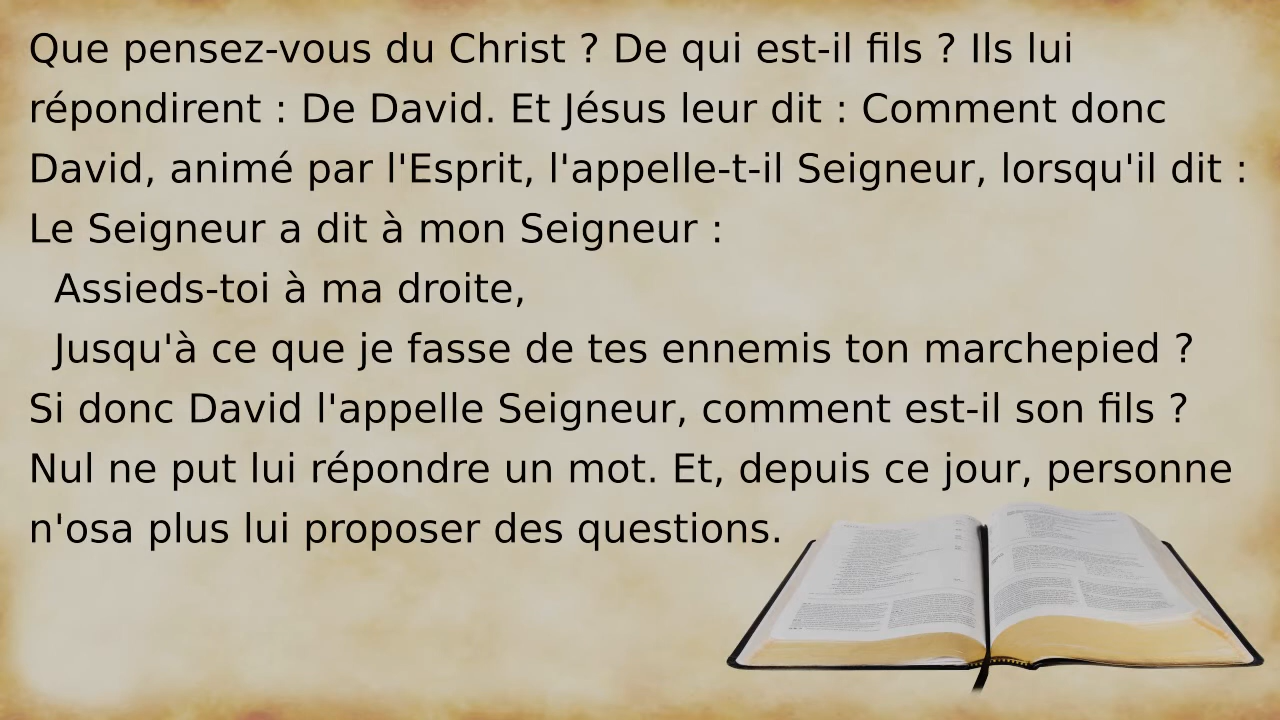 Que pensez-vous du Christ ? De qui est-il fils ? Ils lui
répondirent : De David. Et Jésus leur dit : Comment donc
David, animé par l'Esprit, l'appelle-t-il Seigneur, lorsqu'il dit :
Le Seigneur a dit à mon Seigneur :
Assieds-toi à ma droite,
Jusqu'à ce que je fasse de tes ennemis ton marchepied ?
Si donc David l'appelle Seigneur, comment est-il son fils ?
Nul ne put lui répondre un mot. Et, depuis ce jour, personne
n'osa plus lui proposer des questions.